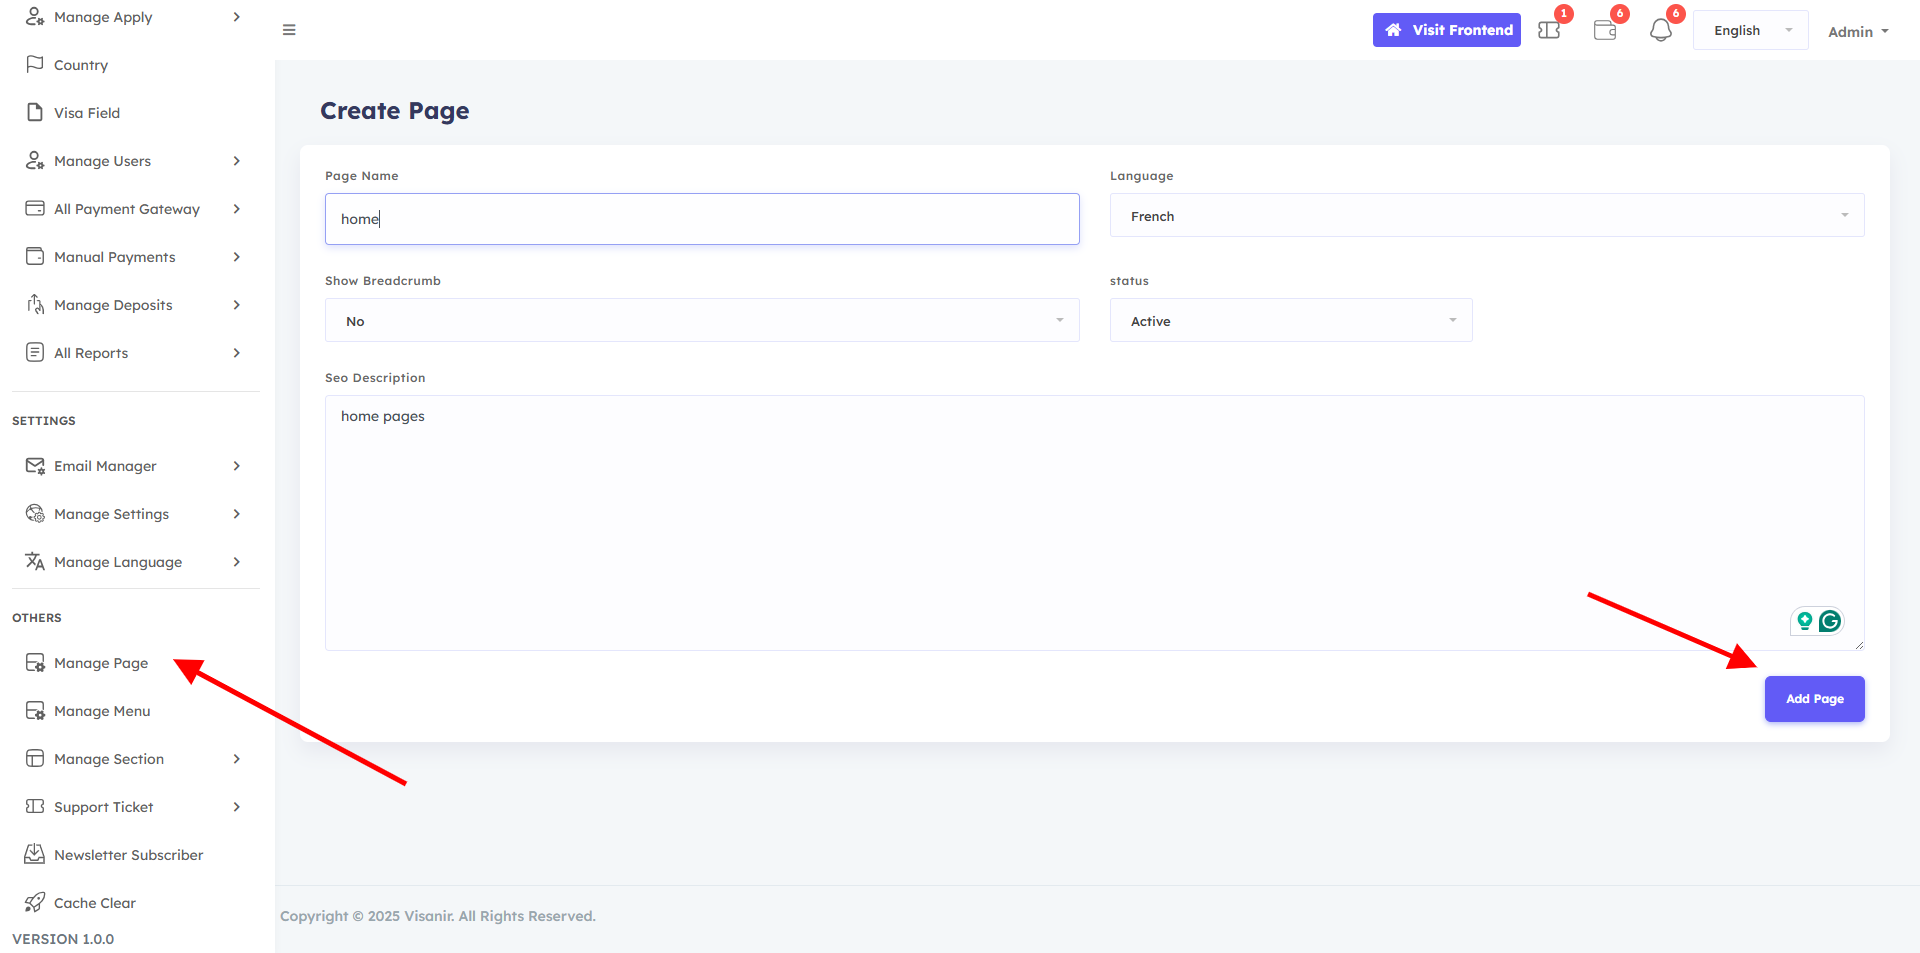 Manage Apply
Country
Visa Field
Manage Users
All Payment Gateway
Manual Payments
Manage Deposits
All Reports
SETTINGS
Email Manager
Manage Settings
Manage Language
OTHERS
Manage Page
Manage Menu
Manage Section
Support Ticket
Newsletter Subscriber
Cache Clear
VERSION 1.0.0
Visit Frontend
1
6
6
English
Admin
Create Page
Page Name
home
Language
French
Show Breadcrumb
No
status
Active
Seo Description
home pages
Add Page
Copyright © 2025 Visanir. All Rights Reserved.